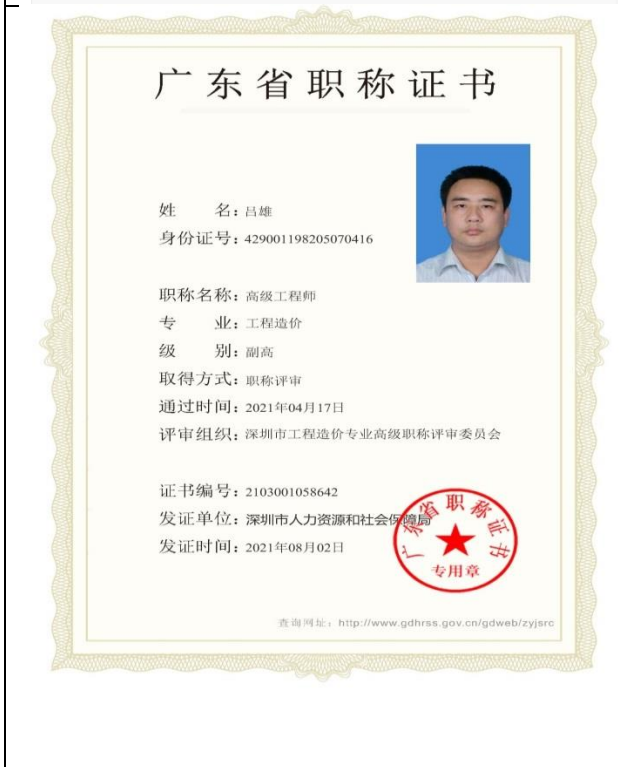 广东省职称证书
姓 名：吕雄
身份证号：429001198205070416
职称名称：高级工程师
专 业：工程造价
级 别：副高
取得方式：职称评审
通过时间：2021年04月17日
评审组织：深圳市工程造价专业高级职称评审委员会
证书编号：2103001058642
发证单位：深圳市人力资源和社会保障局
发证时间：2021年08月02日
广东省职称证书
专用章
查询网址：http://www.gdhrss.gov.cn/gdweb/zyjsrc